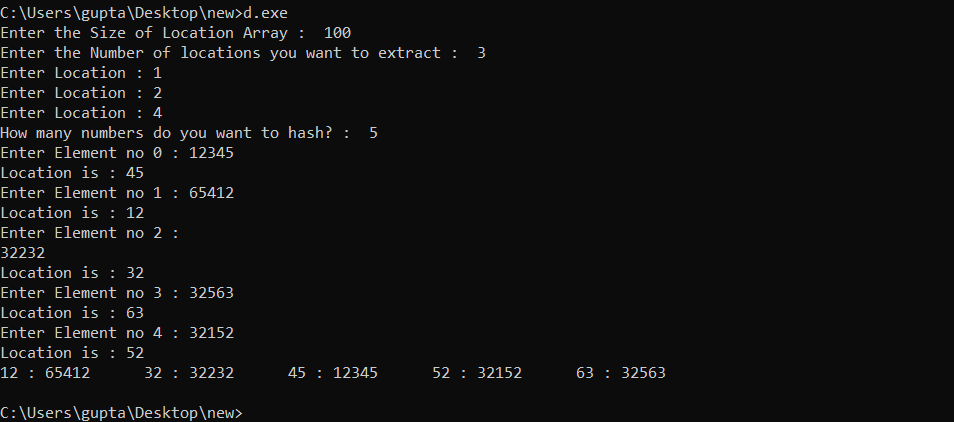 C:\Users\gupta\Desktop\new>d.exe
Enter the Size of Location Array :  100
Enter the Number of locations you want to extract :  3
Enter Location : 1
Enter Location : 2
Enter Location : 4
How many numbers do you want to hash? :  5
Enter Element no 0 : 12345
Location is : 45
Enter Element no 1 : 65412
Location is : 12
Enter Element no 2 :
32232
Location is : 32
Enter Element no 3 : 32563
Location is : 63
Enter Element no 4 : 32152
Location is : 52
12 : 65412      32 : 32232      45 : 12345      52 : 32152      63 : 32563
C:\Users\gupta\Desktop\new>